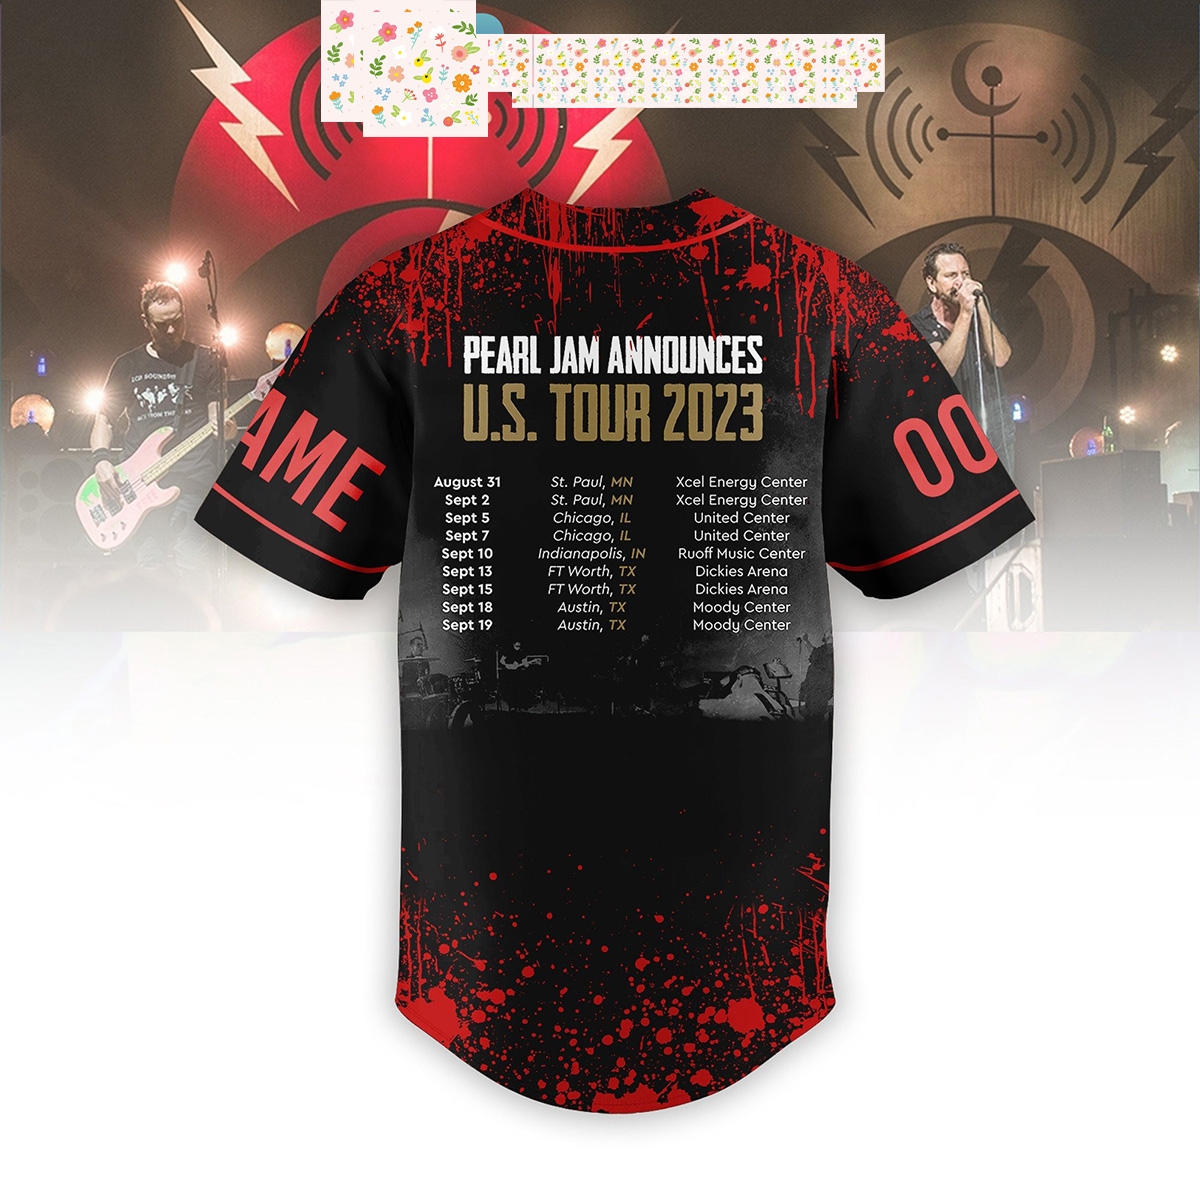 PEARL JAM ANNOUNCES
U.S. TOUR 2023
AME
00
August 31 St. Paul, MN Xcel Energy Center
Sept 2 St. Paul, MN Xcel Energy Center
Sept 5 Chicago, IL United Center
Sept 7 Chicago, IL United Center
Sept 10 Indianapolis, IN Ruoff Music Center
Sept 13 FT Worth, TX Dickies Arena
Sept 15 FT Worth, TX Dickies Arena
Sept 18 Austin, TX Moody Center
Sept 19 Austin, TX Moody Center